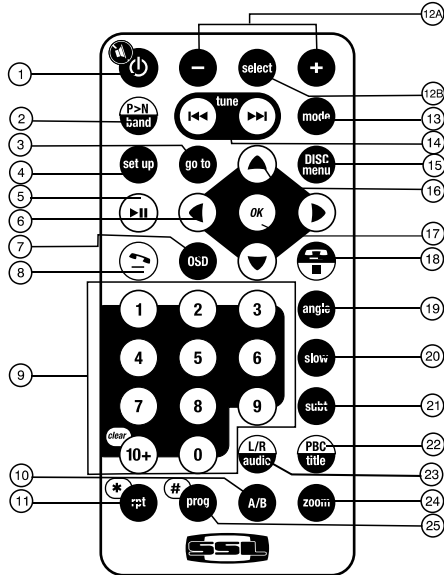 12A
1
select
12B
2
P>N
band
tune
mode
13
14
3
4
set up
go to
DISC
menu
15
16
5
6
OK
17
7
8
OSD
18
1
2
3
angle
19
9
4
5
6
slow
20
7
8
9
subt
21
clear
10+
0
L/R
audio
PBC
title
22
23
10
11
*
rpt
#
prog
A/B
zoom
24
25
SSL